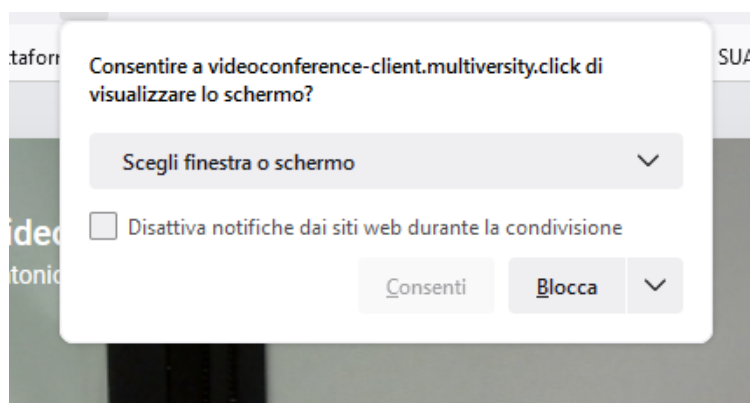 Consentire a videoconference-client.multiversity.click di
visualizzare lo schermo?
Scegli finestra o schermo
Disattiva notifiche dai siti web durante la condivisione
Consenti
Blocca
SUA